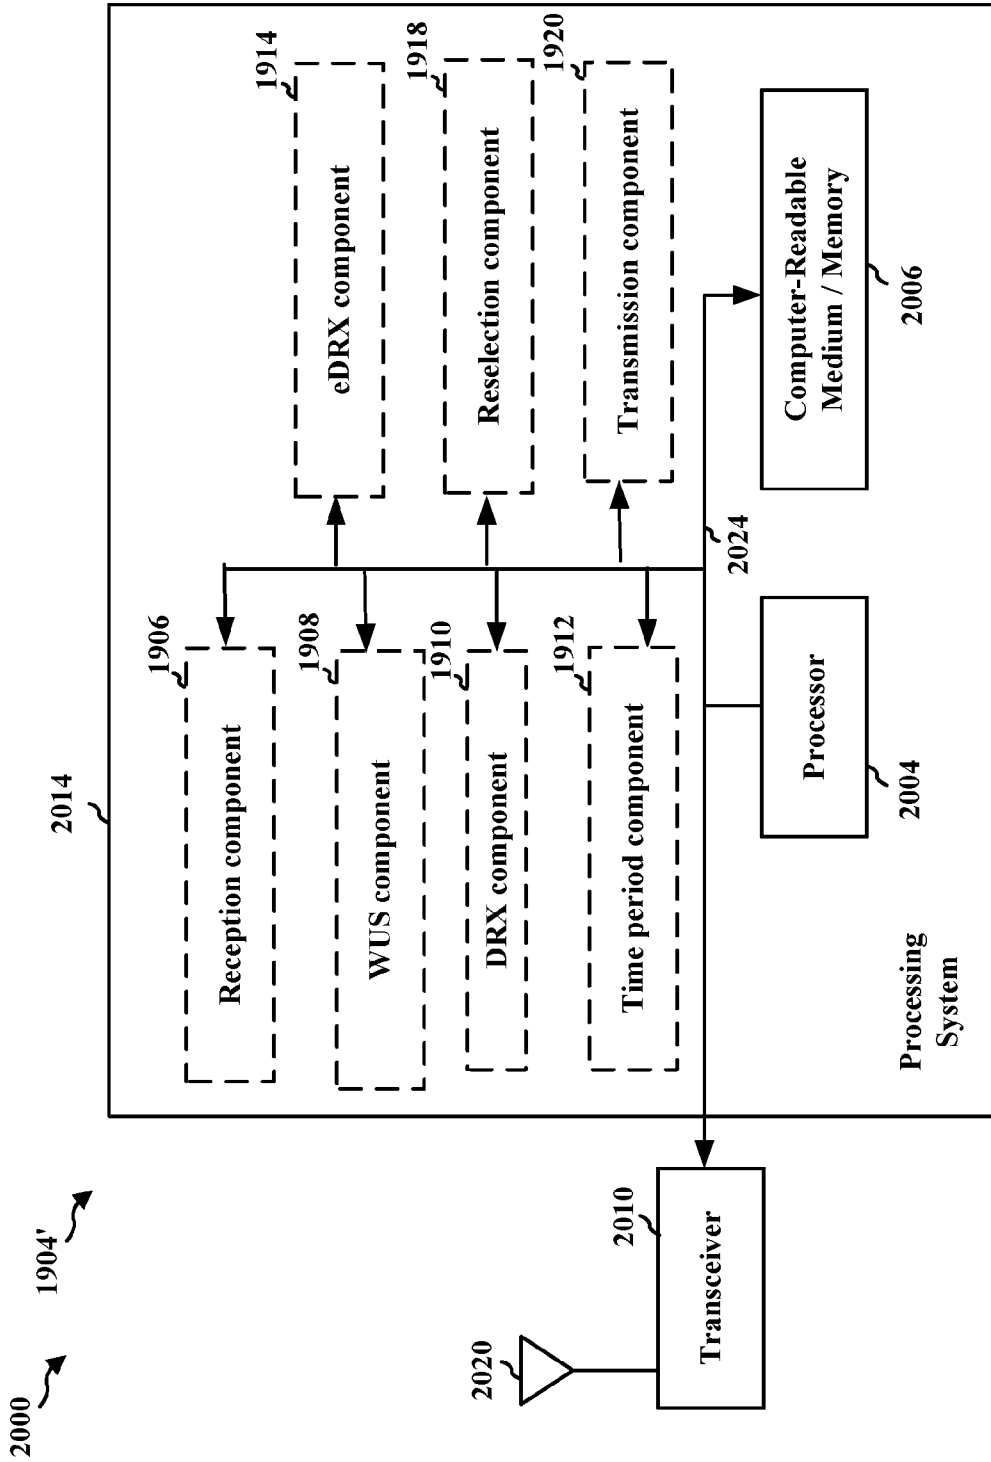 2000
1904'
2014
1906
Reception component
1914
eDRX component
1908
WUS component
1918
Reselection component
1910
DRX component
1920
Transmission component
1912
Time period component
2024
2020
2010
Transceiver
Processor
2004
Computer-Readable
Medium / Memory
2006
Processing
System